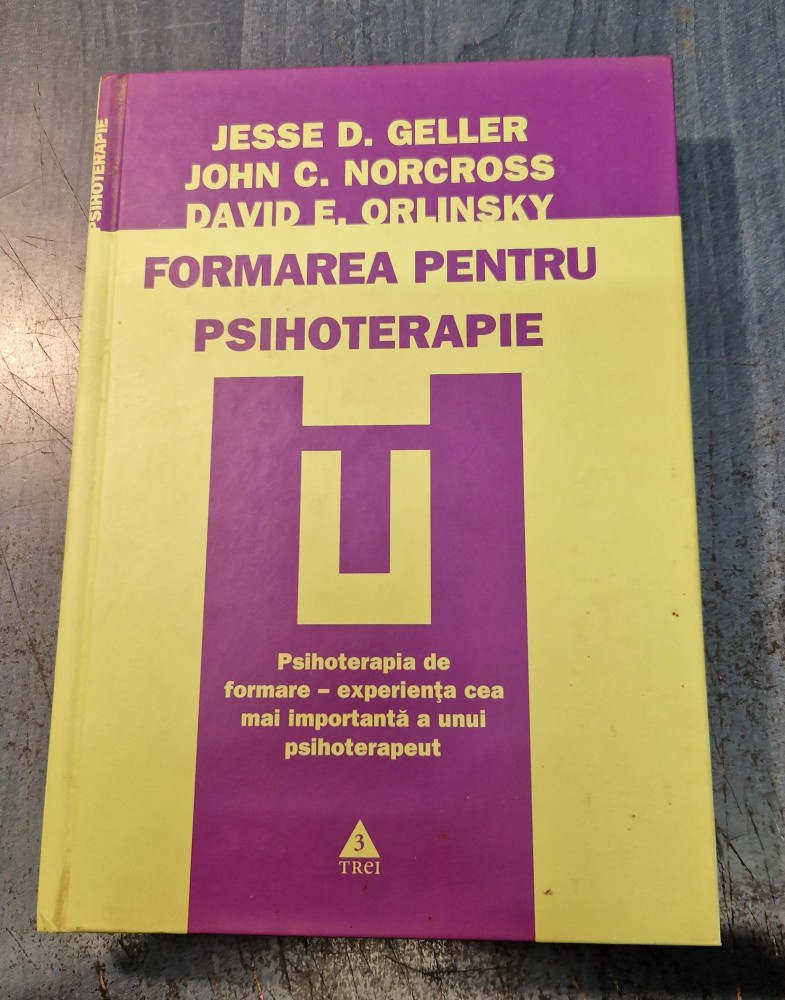 PSIHOTERAPIE
JESSE D. GELLER
JOHN C. NORCROSS
DAVID E. ORLINSKY
FORMAREA PENTRU
PSIHOTERAPIE
Psihoterapia de
formare – experienţa cea
mai importantă a unui
psihoterapeut
3
TREI